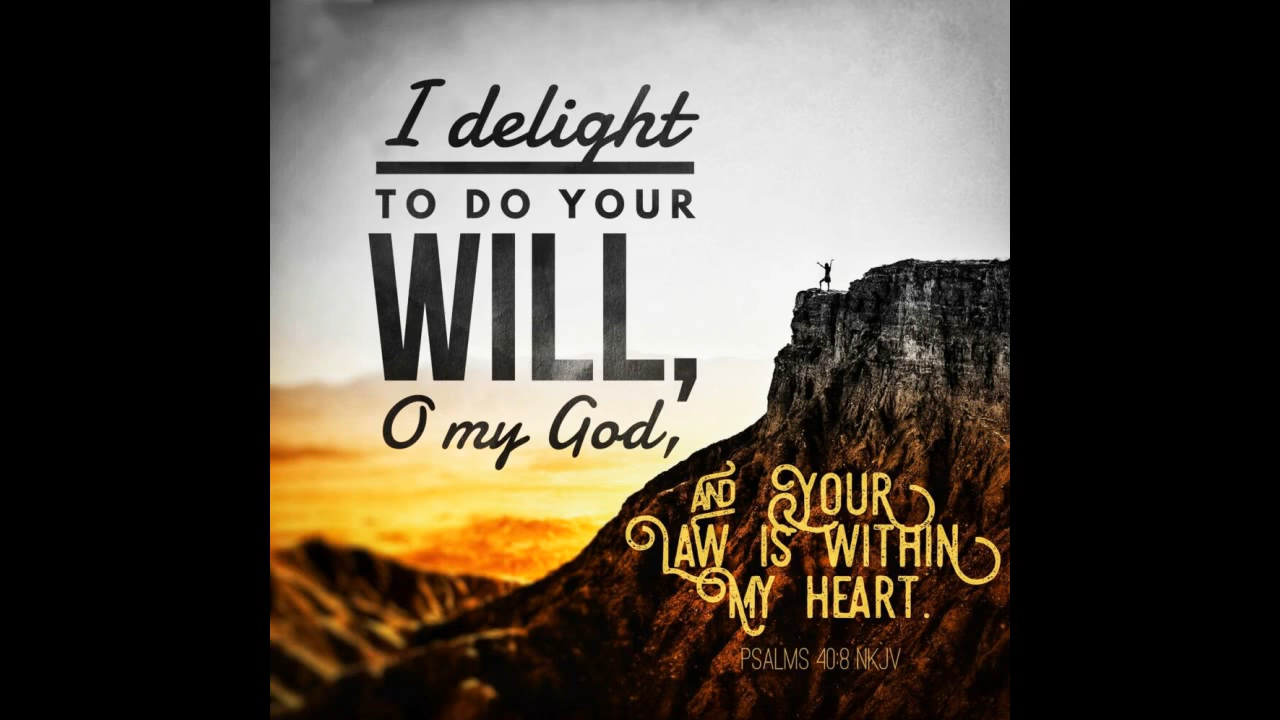 I delight
TO DO YOUR
WILL,
O my God,
AND YOUR
LAW IS WITHIN
MY HEART.
PSALMS 40:8 NKJV